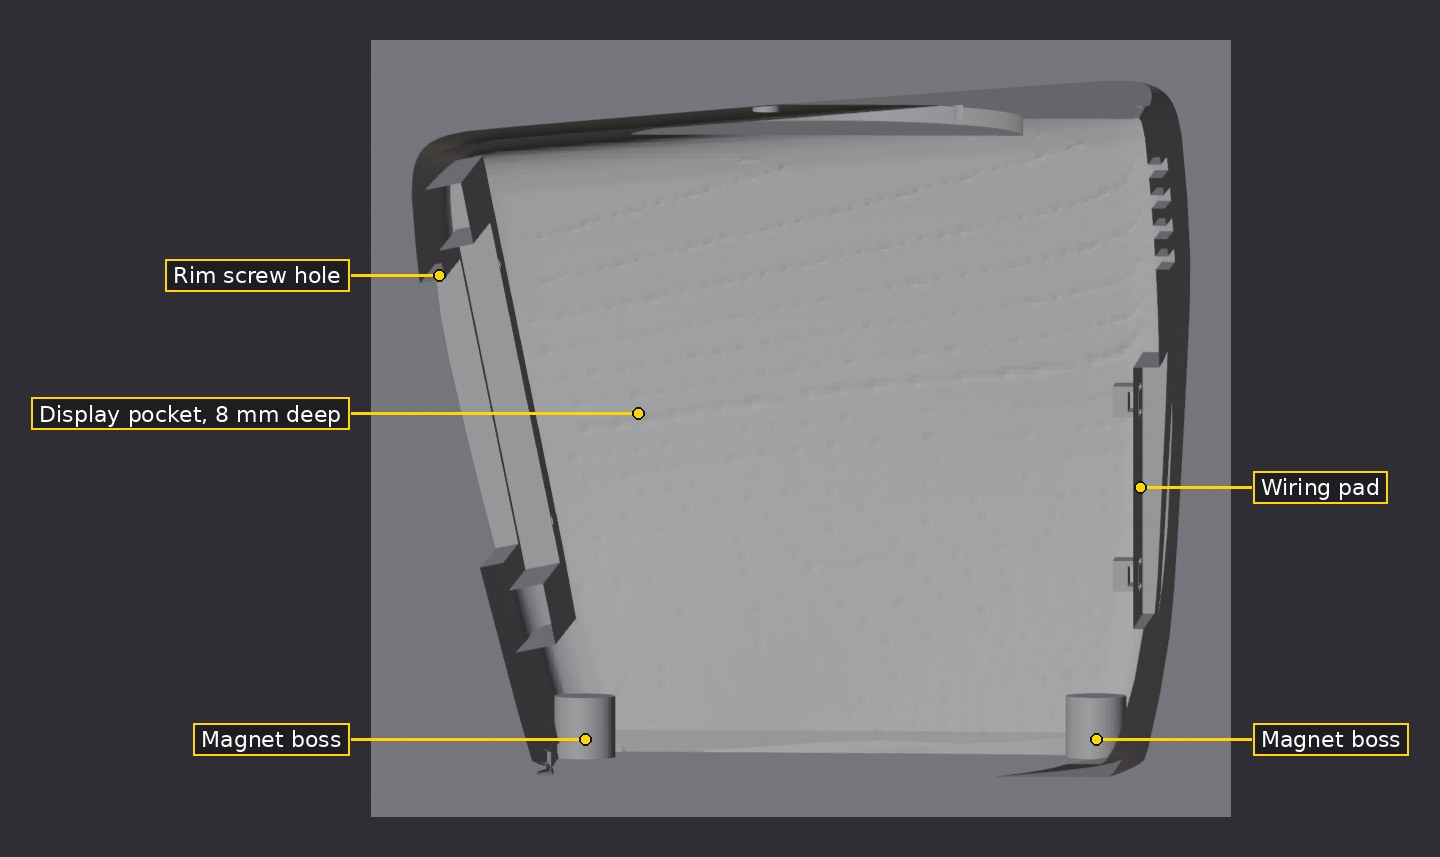 Rim screw hole
Display pocket, 8 mm deep
Wiring pad
Magnet boss
Magnet boss